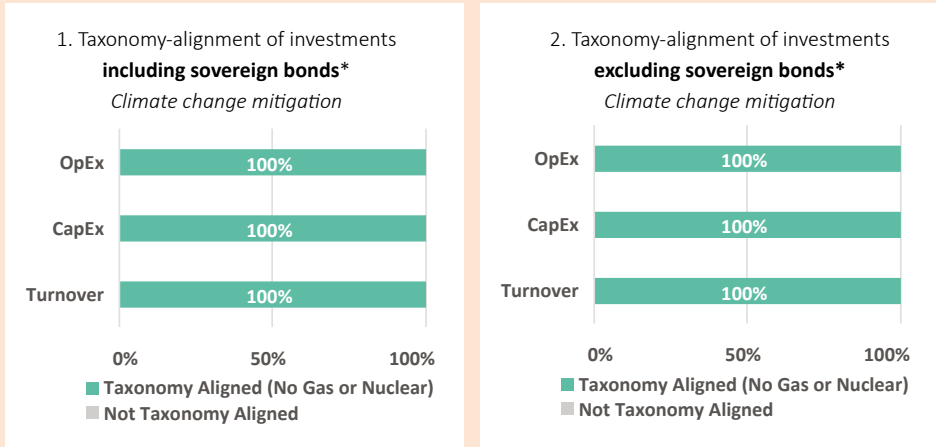 1. Taxonomy-alignment of investments
including sovereign bonds*
Climate change mitigation
OpEx
100%
CapEx
100%
Turnover
100%
0%
50%
100%
Taxonomy Aligned (No Gas or Nuclear)
Not Taxonomy Aligned
2. Taxonomy-alignment of investments
excluding sovereign bonds*
Climate change mitigation
OpEx
100%
CapEx
100%
Turnover
100%
0%
50%
100%
Taxonomy Aligned (No Gas or Nuclear)
Not Taxonomy Aligned